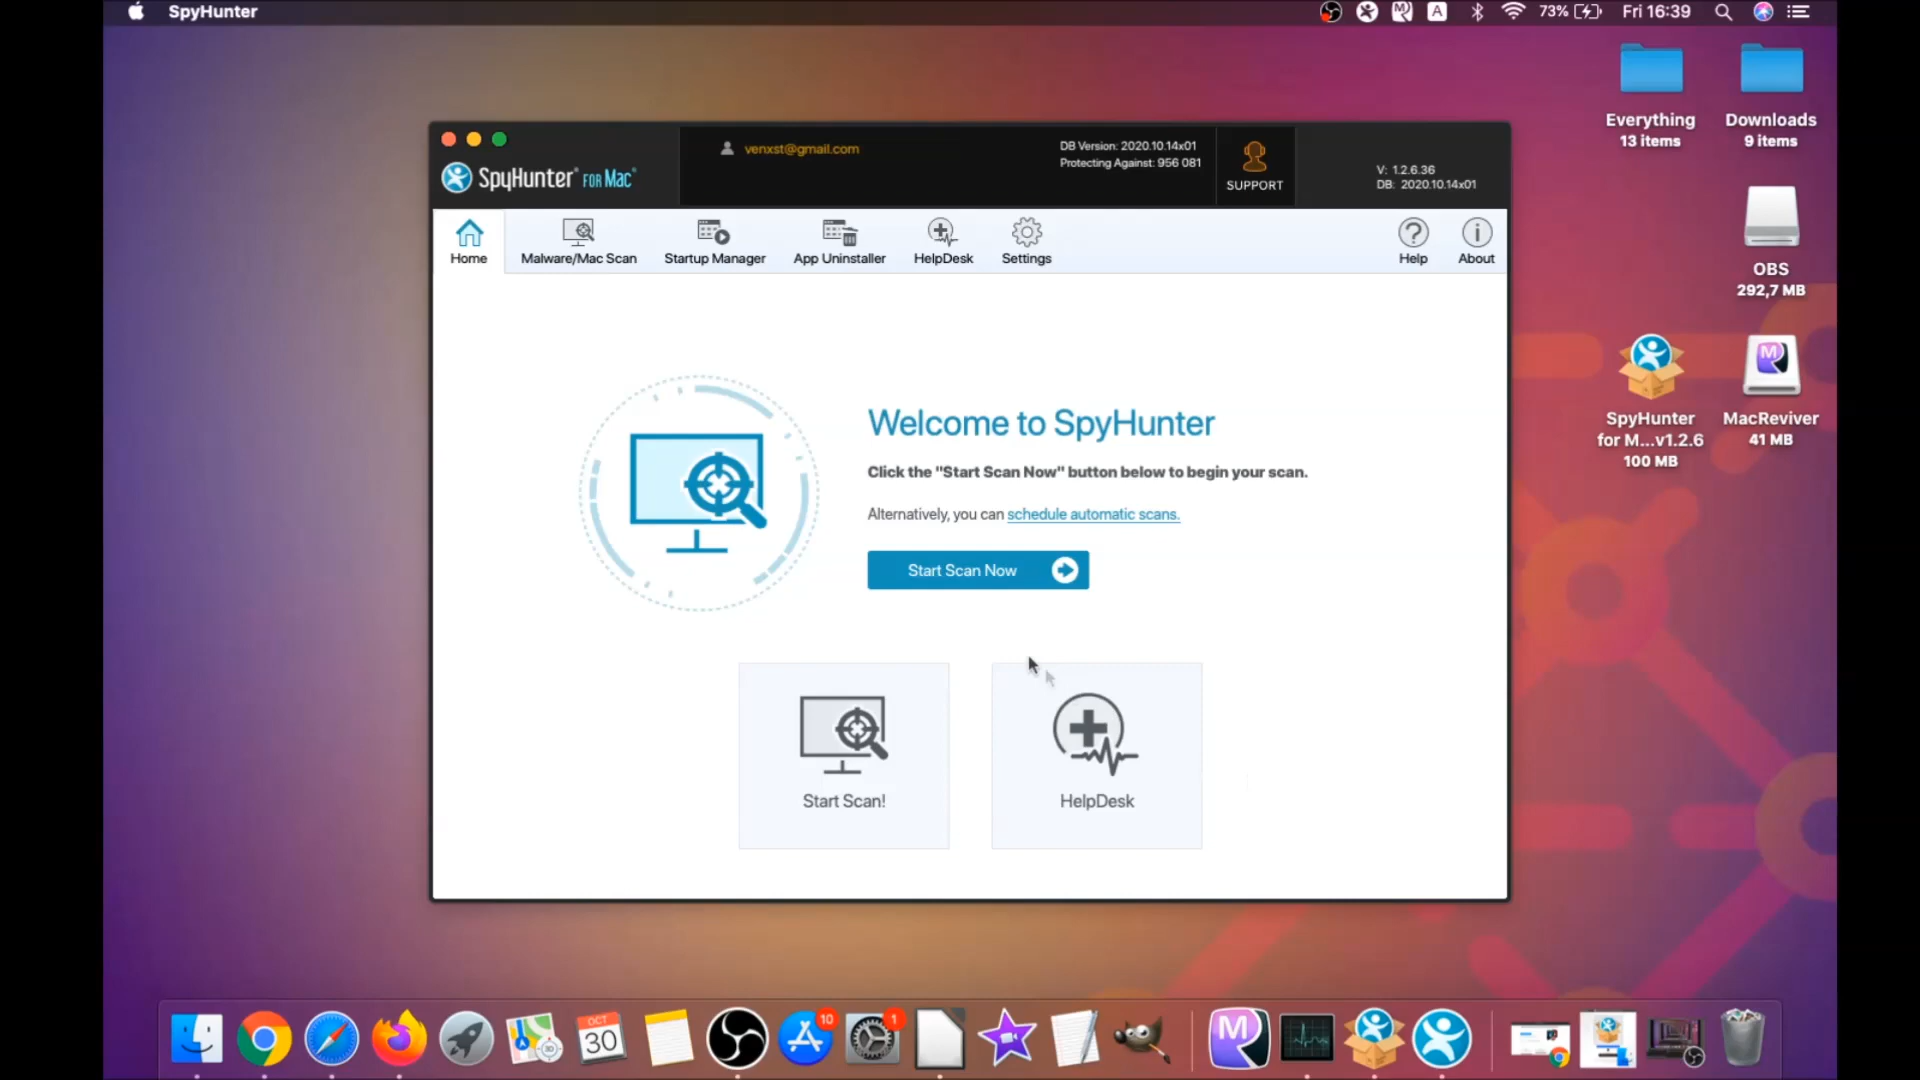 SpyHunter
A
73%
Fri 16:39
Everything
13 items
Downloads
9 items
OBS
292,7 MB
SpyHunter
for M...v1.2.6
100 MB
M
MacReviver
41 MB
SpyHunter® FOR Mac®
venxst@gmail.com
DB Version: 2020.10.14x01
Protecting Against: 956 081
SUPPORT
V: 1.2.6.36
DB: 2020.10.14x01
Home
Malware/Mac Scan
Startup Manager
App Uninstaller
HelpDesk
Settings
Help
About
Welcome to SpyHunter
Click the "Start Scan Now" button below to begin your scan.
Alternatively, you can schedule automatic scans.
Start Scan Now
Start Scan!
HelpDesk
OCT
30
10
1
M